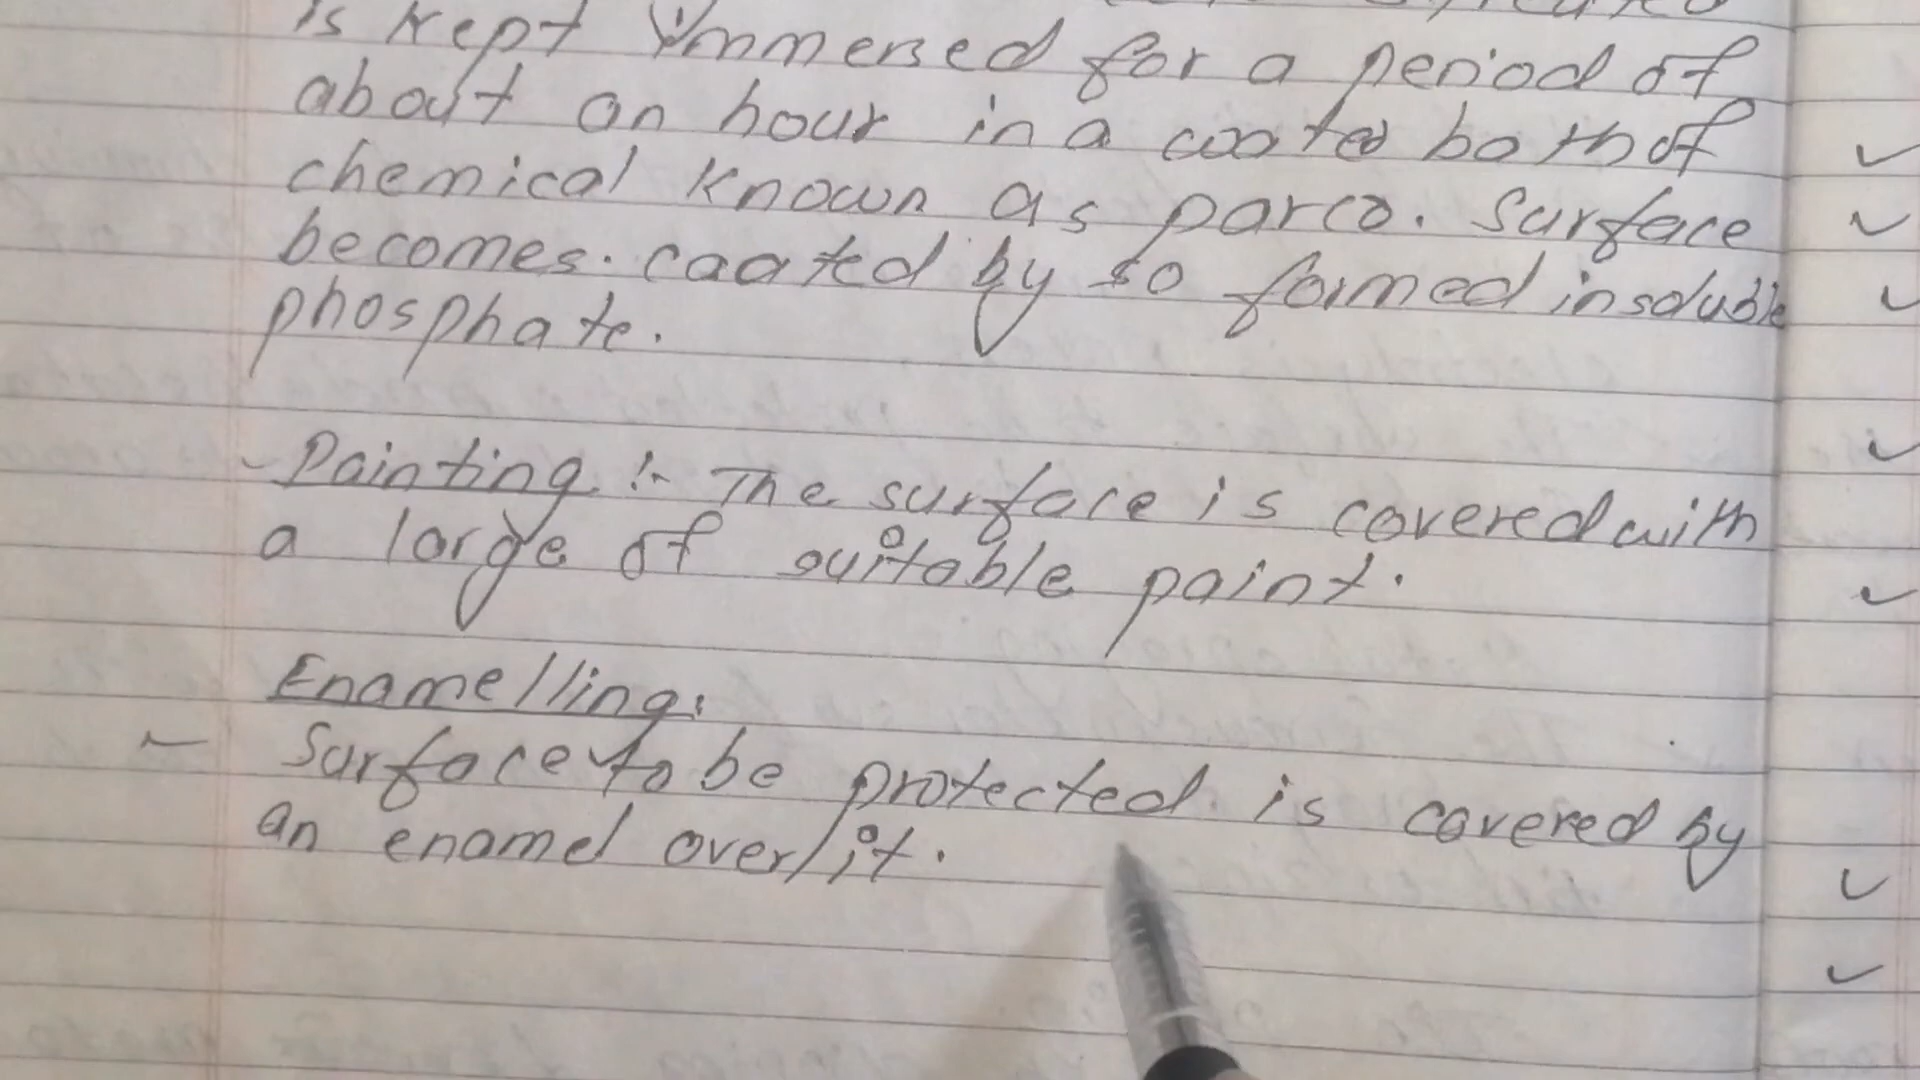 is kept immersed for a period of
about an hour in a coated bath of
chemical known as parco. Surface
becomes. coated by so formed insoluble
phosphate.
- Painting :- The surface is covered with
a large of suitable paint.
Enamelling:
- Surface to be protected. is covered by
an enamel over it.